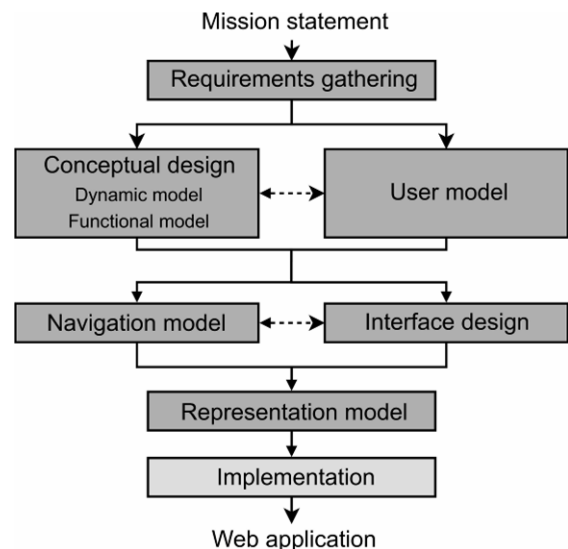 Mission statement
Requirements gathering
Conceptual design
Dynamic model
Functional model
User model
Navigation model
Interface design
Representation model
Implementation
Web application